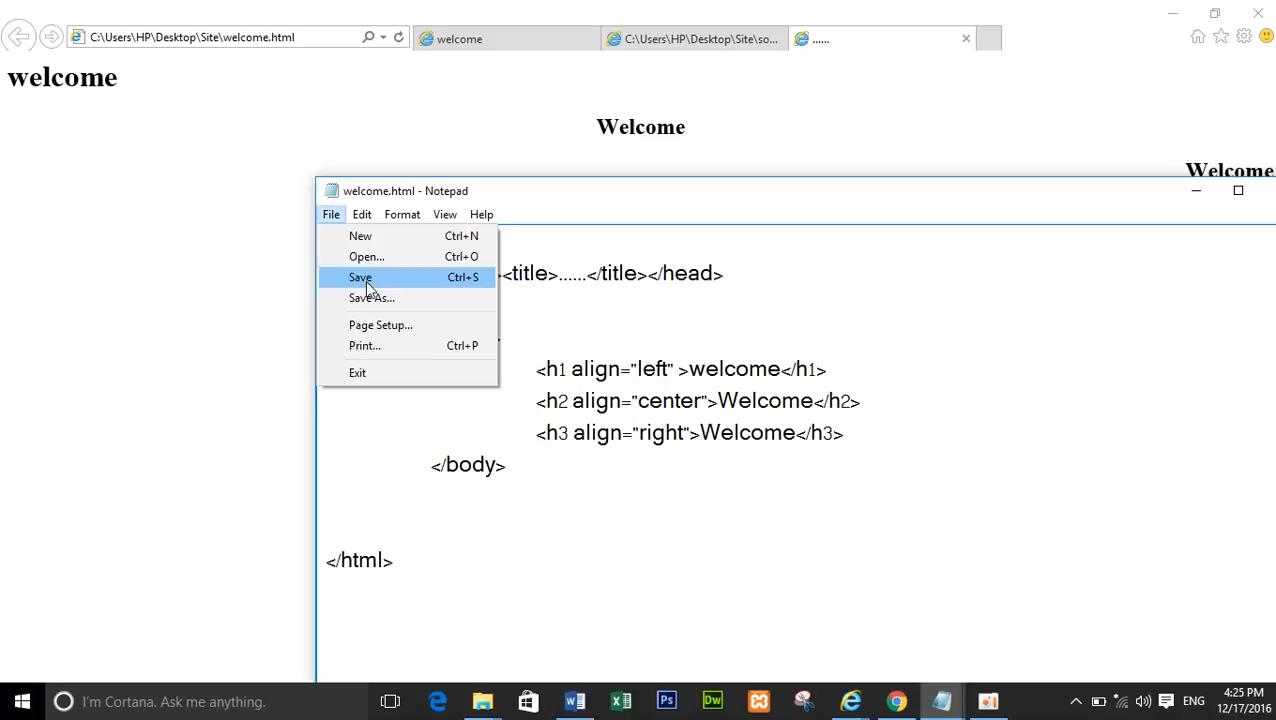 C:\Users\HP\Desktop\Site\welcome.html
welcome
C:\Users\HP\Desktop\Site\so...
......
welcome
Welcome
Welcome
welcome.html - Notepad
File Edit Format View Help
New Ctrl+N
Open... Ctrl+O
Save Ctrl+S
Save As...
Page Setup...
Print... Ctrl+P
Exit
><title>......</title></head>
<h1 align="left" >welcome</h1>
<h2 align="center">Welcome</h2>
<h3 align="right">Welcome</h3>
</body>
</html>
I'm Cortana. Ask me anything.
W
X
Ps
Dw
ENG
4:25 PM
12/17/2016